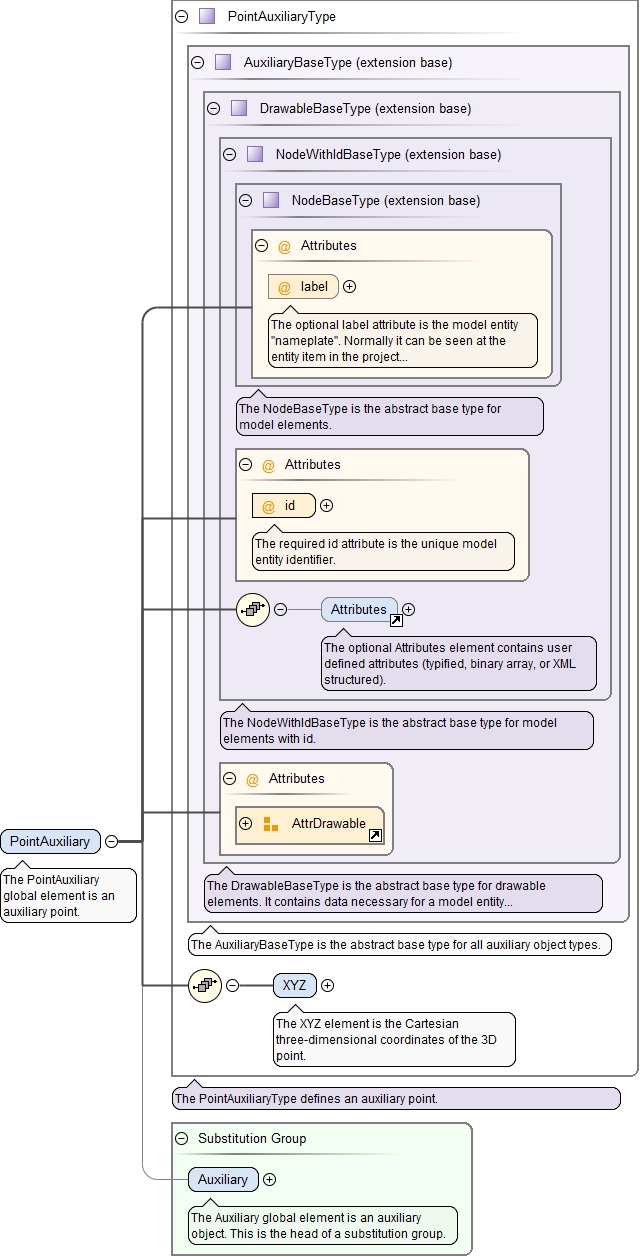 PointAuxiliaryType
AuxiliaryBaseType (extension base)
DrawableBaseType (extension base)
NodeWithIdBaseType (extension base)
NodeBaseType (extension base)
@ Attributes
@ label
The optional label attribute is the model entity
"nameplate". Normally it can be seen at the
entity item in the project...
The NodeBaseType is the abstract base type for
model elements.
@ Attributes
@ id
The required id attribute is the unique model
entity identifier.
Attributes
The optional Attributes element contains user
defined attributes (typified, binary array, or XML
structured).
The NodeWithIdBaseType is the abstract base type for model
elements with id.
@ Attributes
AttrDrawable
PointAuxiliary
The PointAuxiliary
global element is an
auxiliary point.
The DrawableBaseType is the abstract base type for drawable
elements. It contains data necessary for a model entity...
The AuxiliaryBaseType is the abstract base type for all auxiliary object types.
XYZ
The XYZ element is the Cartesian
three-dimensional coordinates of the 3D
point.
The PointAuxiliaryType defines an auxiliary point.
Substitution Group
Auxiliary
The Auxiliary global element is an auxiliary
object. This is the head of a substitution group.